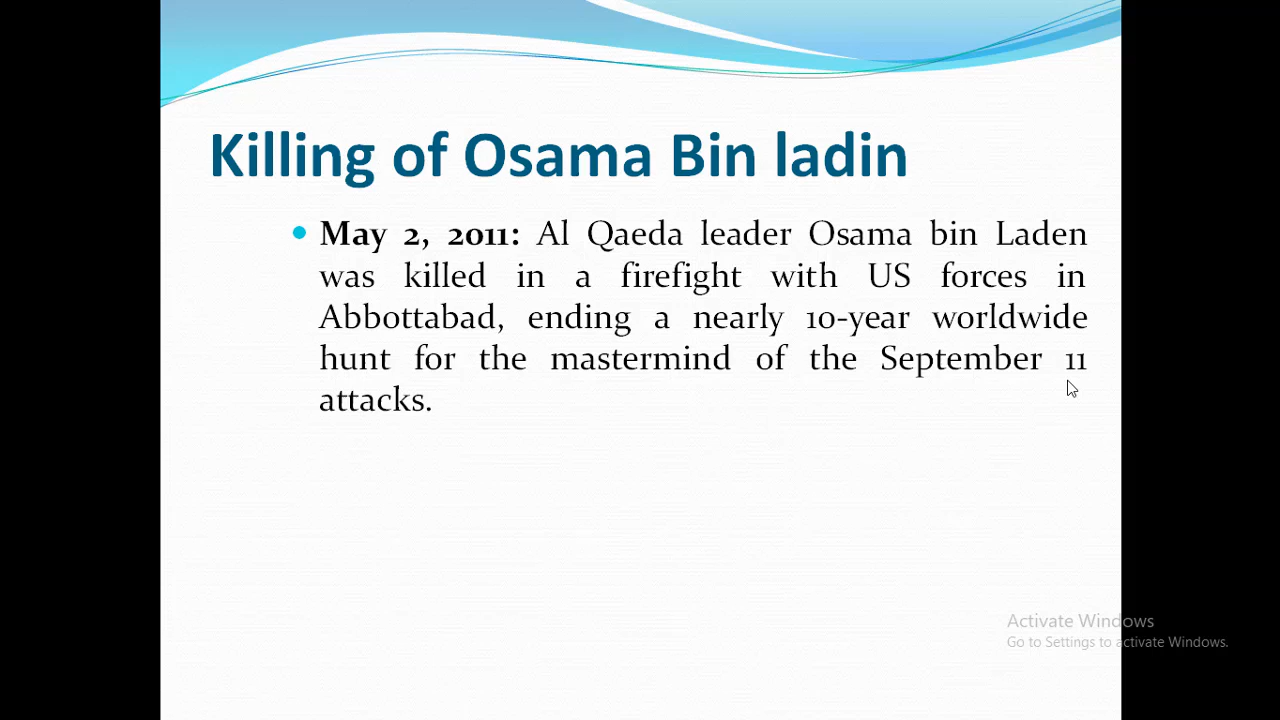 Killing of Osama Bin ladin
• May 2, 2011: Al Qaeda leader Osama bin Laden
was killed in a firefight with US forces in
Abbottabad, ending a nearly 10-year worldwide
hunt for the mastermind of the September 11
attacks.
Activate Windows
Go to Settings to activate Windows.